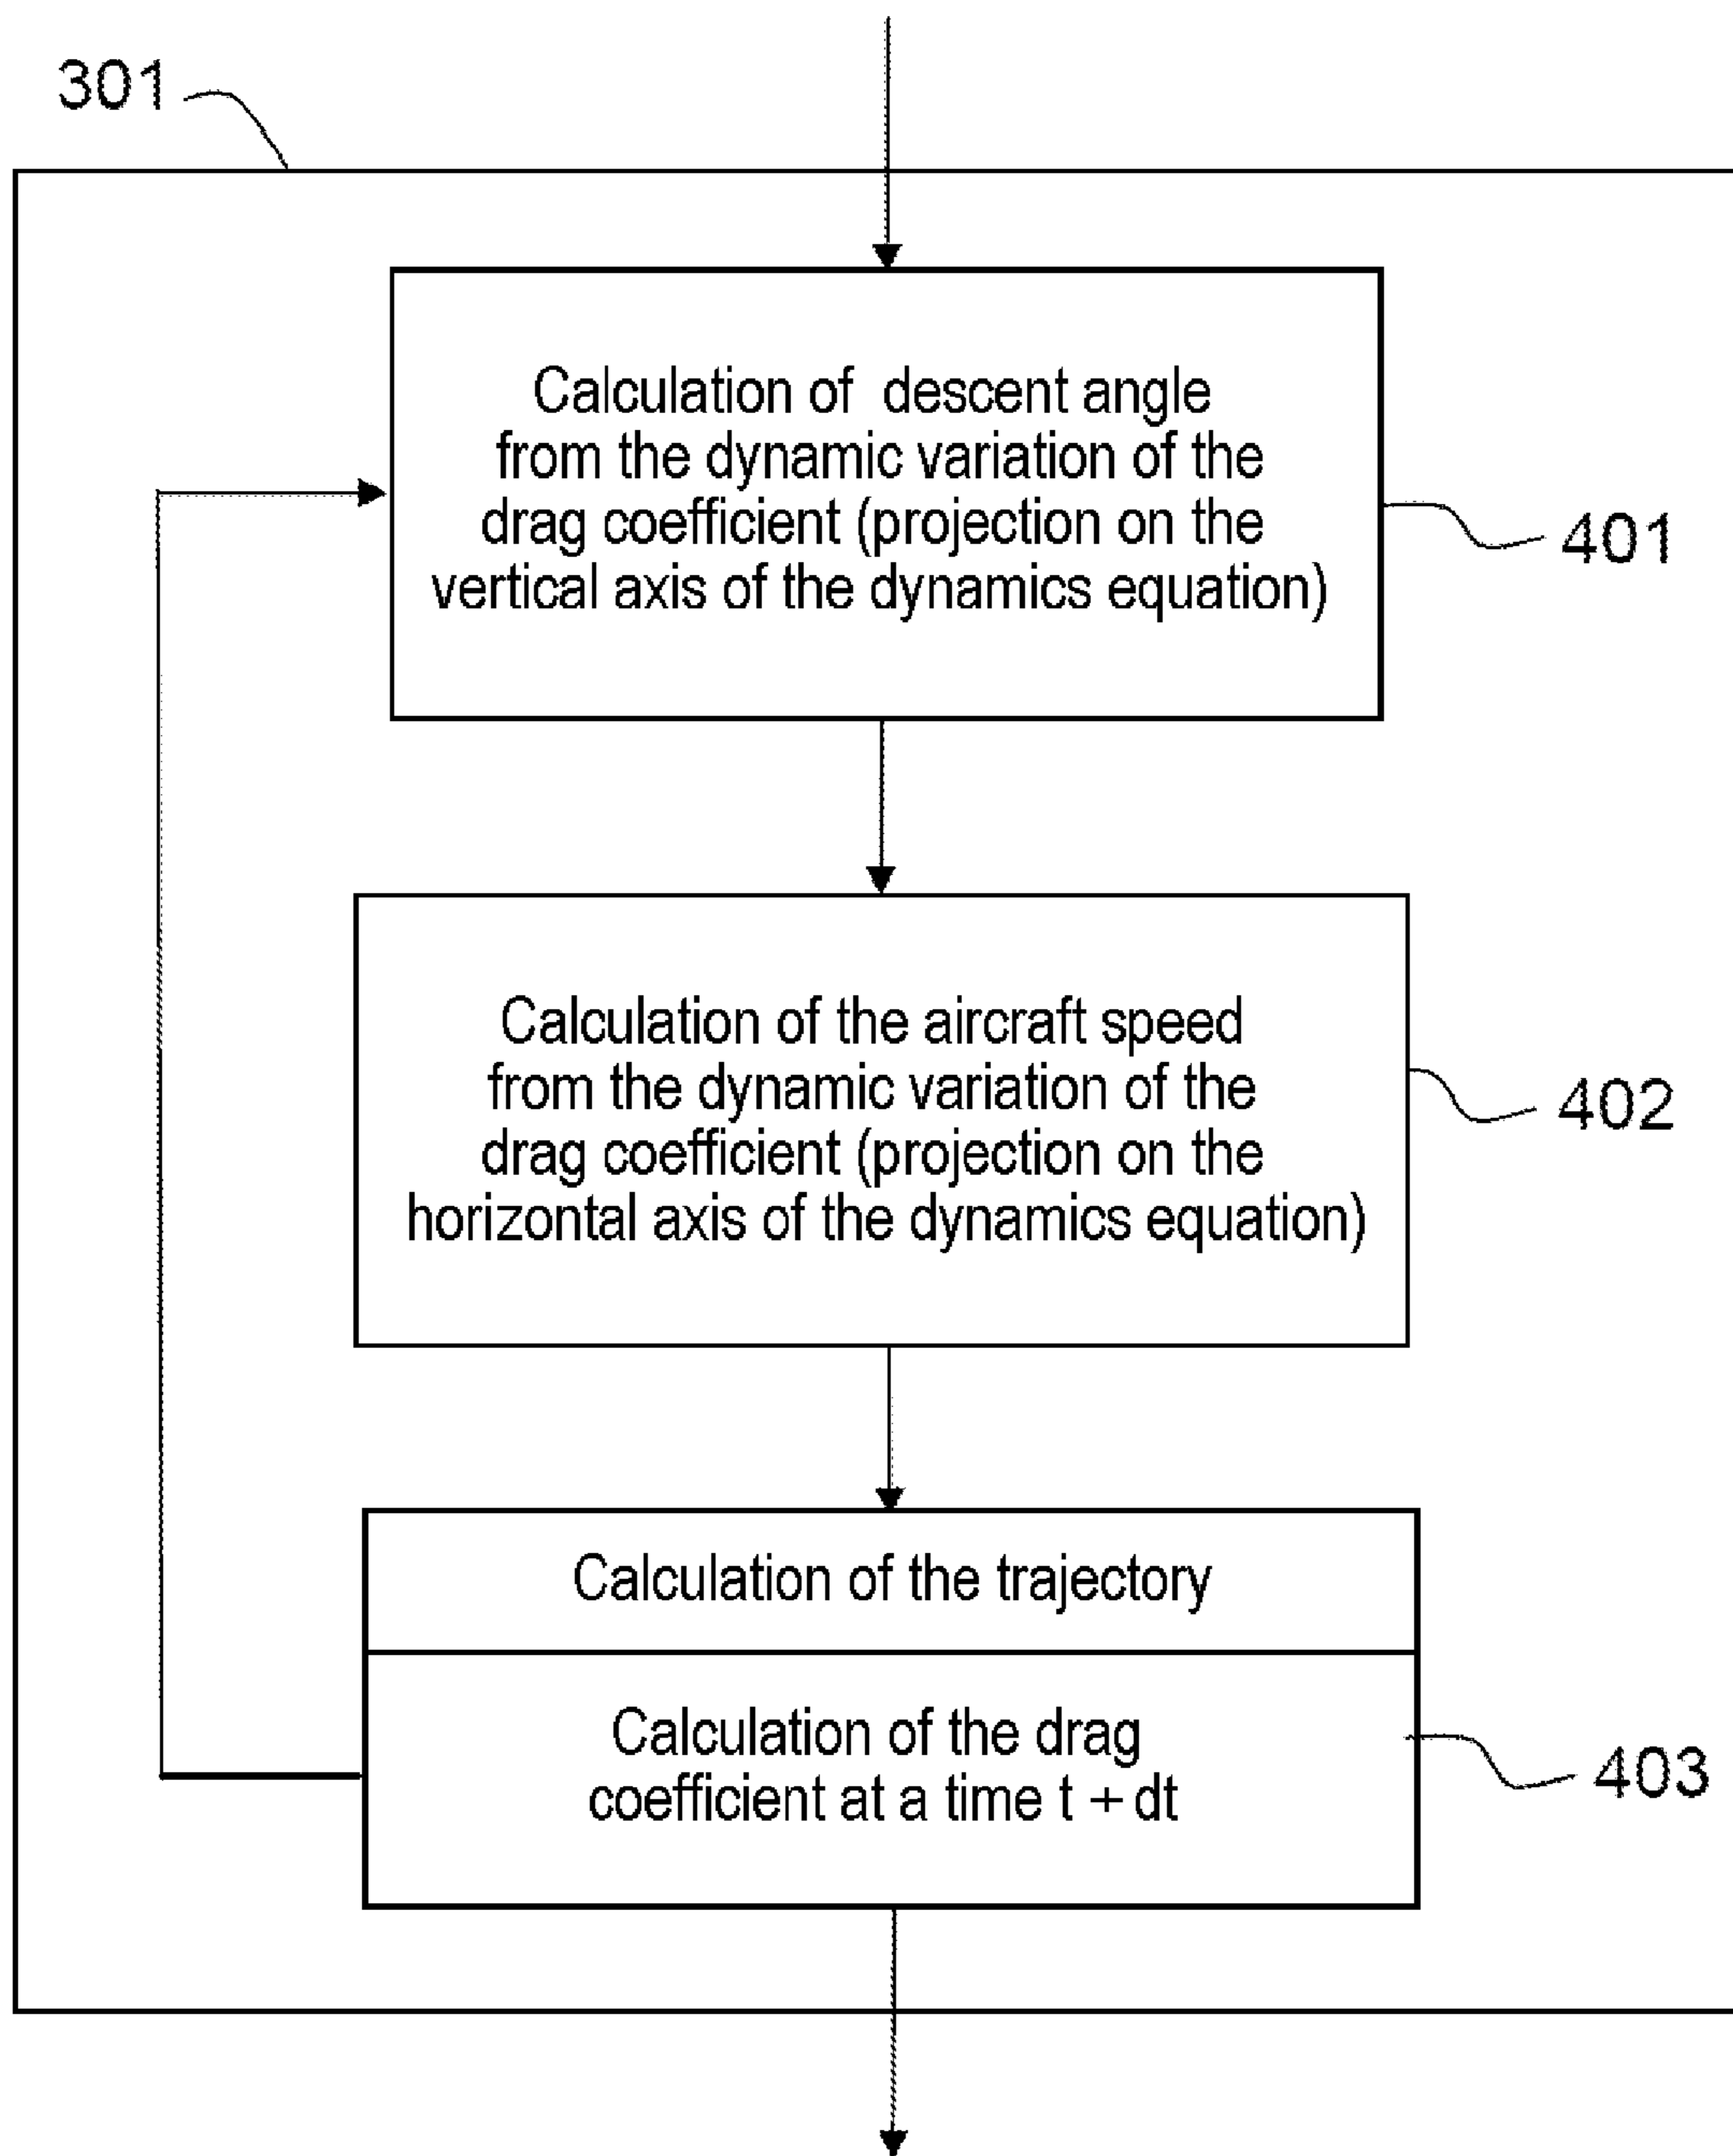 301
Calculation of descent angle
from the dynamic variation of the
drag coefficient (projection on the
vertical axis of the dynamics equation)
401
Calculation of the aircraft speed
from the dynamic variation of the
drag coefficient (projection on the
horizontal axis of the dynamics equation)
402
Calculation of the trajectory
Calculation of the drag
coefficient at a time t + dt
403